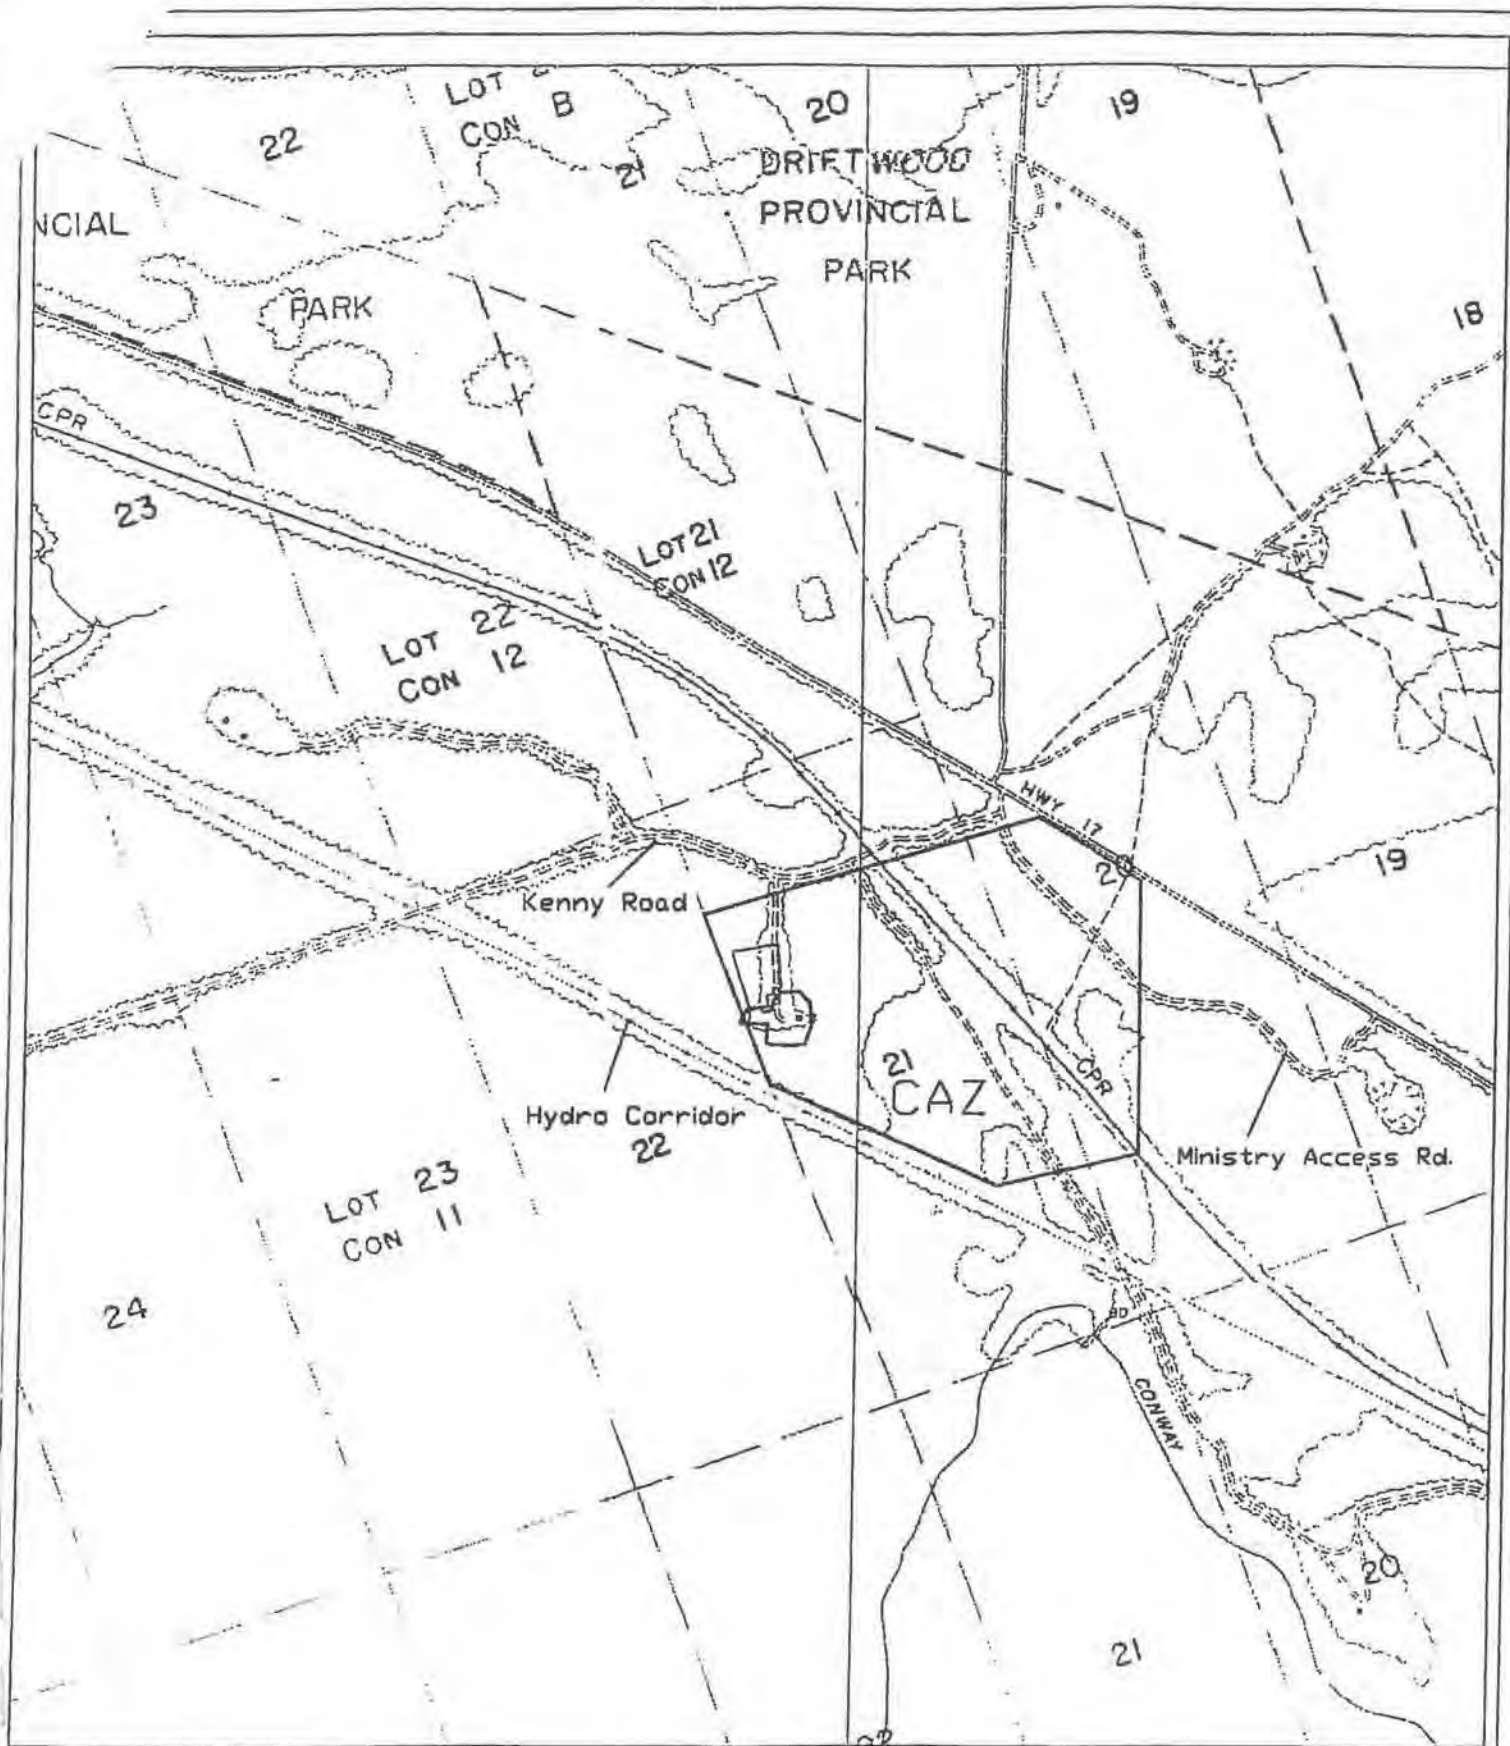 LOT
CON B
20
19
22
21
DRIFTWOOD
PROVINCIAL
PARK
NCIAL
PARK
18
CPR
23
LOT 21
CON 12
LOT 22
CON 12
HWY 17
20
19
Kenny Road
21
CAZ
CPR
Hydro Corridor
22
Ministry Access Rd.
LOT 23
CON 11
24
CONWAY
20
21